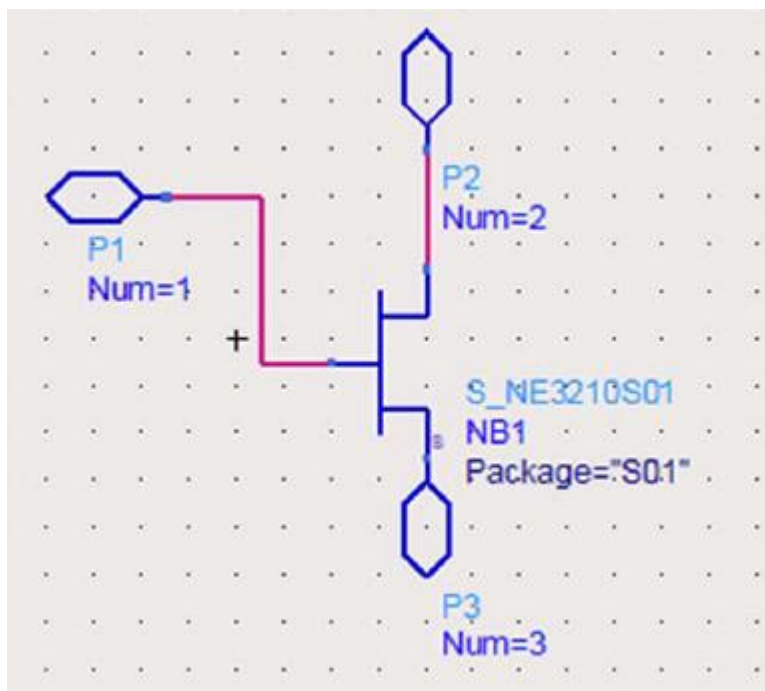 P2
Num=2
P1
Num=1
S_NE3210S01
NB1
Package="S01"
S
P3
Num=3